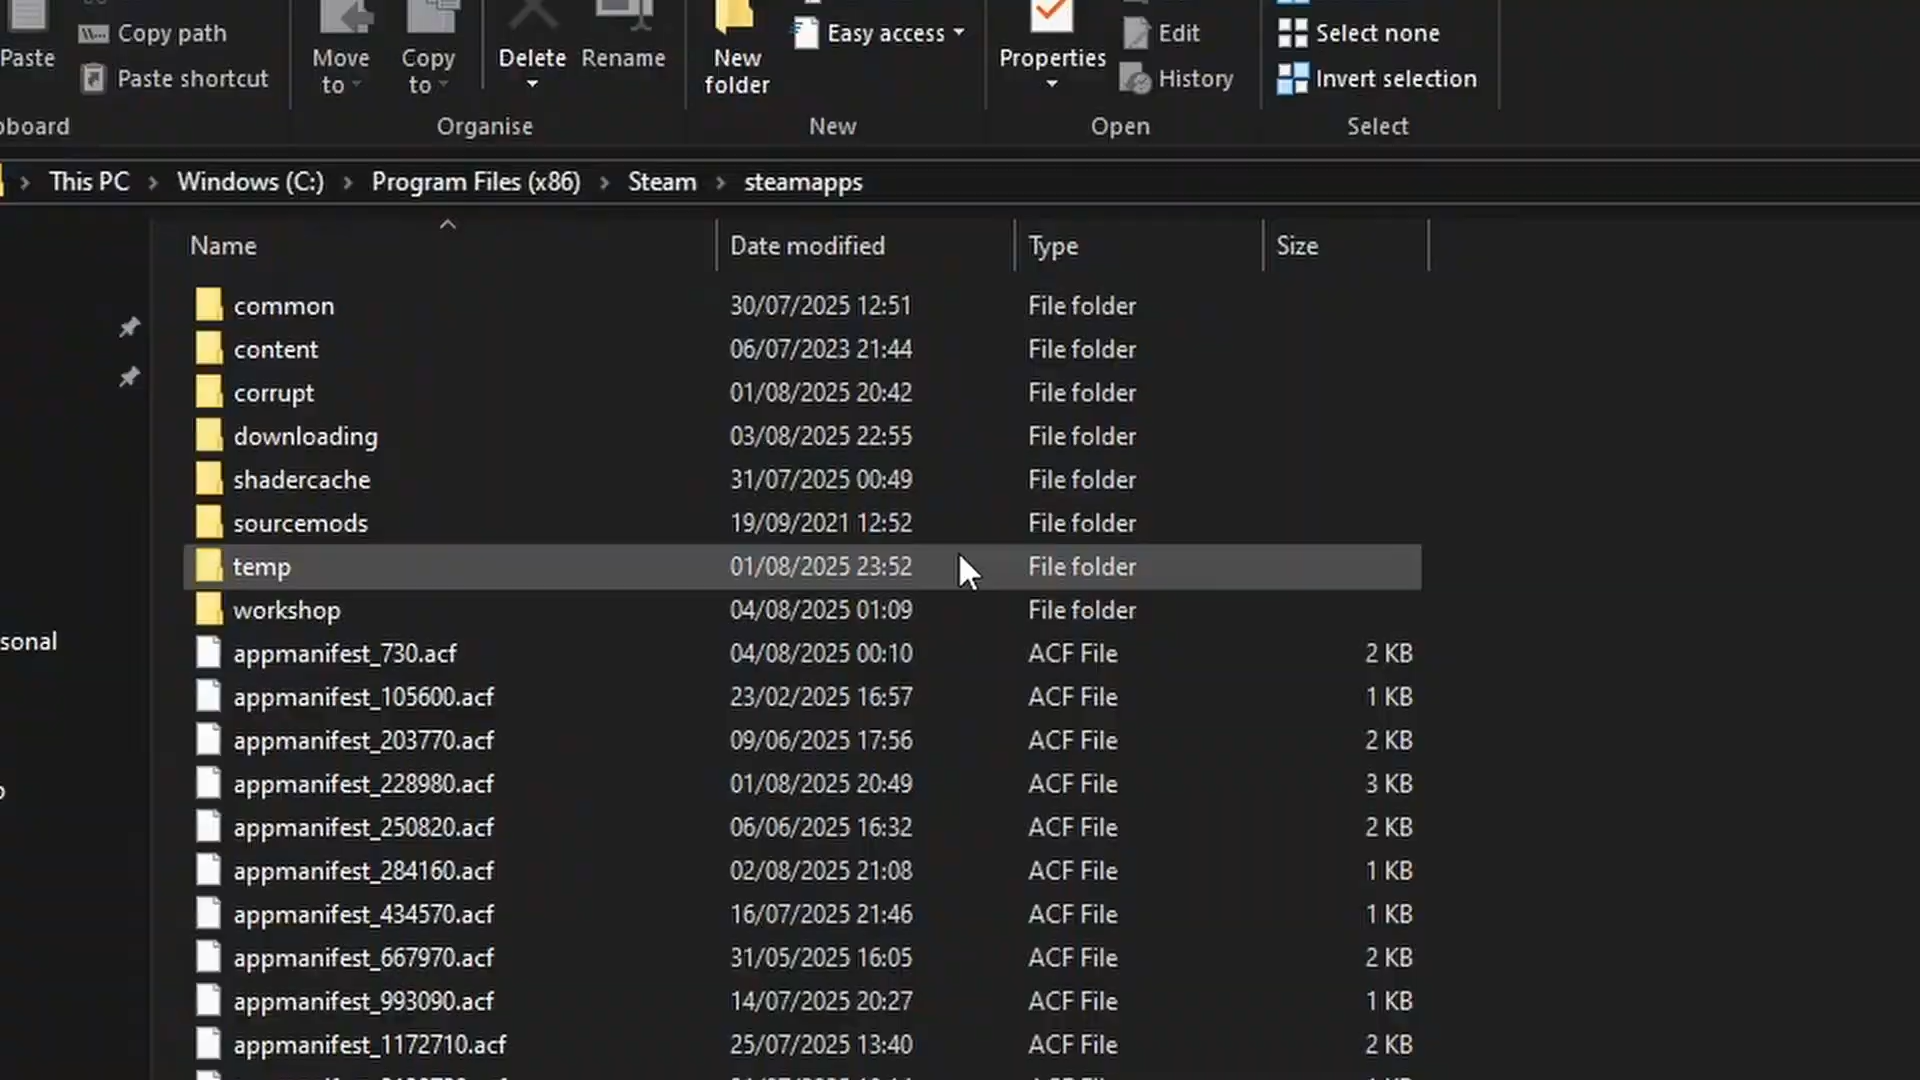 Paste
Copy path
Paste shortcut
Move
to
Copy
to
Delete
Rename
New
folder
Easy access
Properties
Edit
History
Select none
Invert selection
Organise
New
Open
Select
This PC > Windows (C:) > Program Files (x86) > Steam > steamapps
Name Date modified Type Size
common 30/07/2025 12:51 File folder
content 06/07/2023 21:44 File folder
corrupt 01/08/2025 20:42 File folder
downloading 03/08/2025 22:55 File folder
shadercache 31/07/2025 00:49 File folder
sourcemods 19/09/2021 12:52 File folder
temp 01/08/2025 23:52 File folder
workshop 04/08/2025 01:09 File folder
sonal
appmanifest_730.acf 04/08/2025 00:10 ACF File 2 KB
appmanifest_105600.acf 23/02/2025 16:57 ACF File 1 KB
appmanifest_203770.acf 09/06/2025 17:56 ACF File 2 KB
appmanifest_228980.acf 01/08/2025 20:49 ACF File 3 KB
appmanifest_250820.acf 06/06/2025 16:32 ACF File 2 KB
appmanifest_284160.acf 02/08/2025 21:08 ACF File 1 KB
appmanifest_434570.acf 16/07/2025 21:46 ACF File 1 KB
appmanifest_667970.acf 31/05/2025 16:05 ACF File 2 KB
appmanifest_993090.acf 14/07/2025 20:27 ACF File 1 KB
appmanifest_1172710.acf 25/07/2025 13:40 ACF File 2 KB